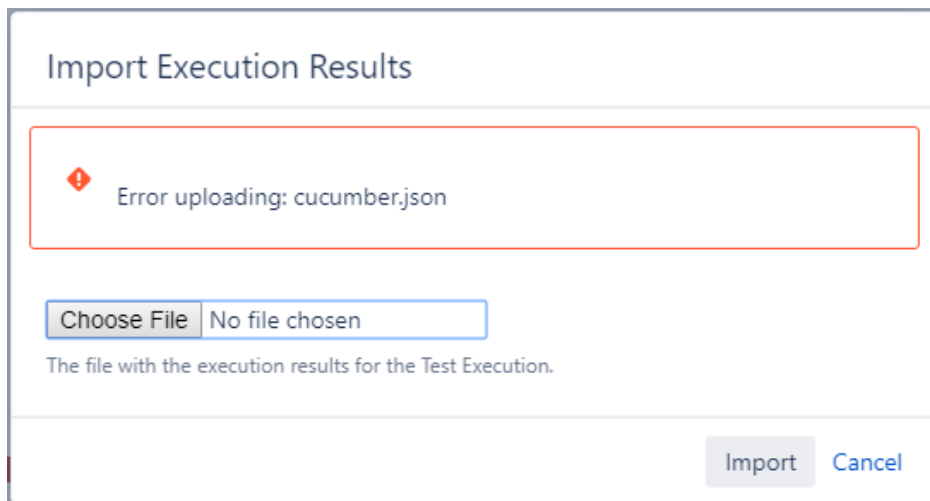 Import Execution Results
Error uploading: cucumber.json
Choose File No file chosen
The file with the execution results for the Test Execution.
Import Cancel